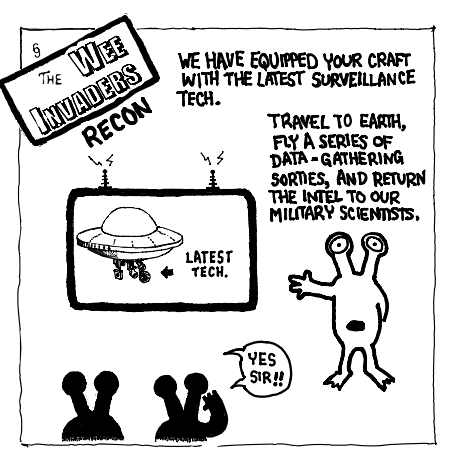 §
THE WEE
INVADERS
RECON
WE HAVE EQUIPPED YOUR CRAFT
WITH THE LATEST SURVEILLANCE
TECH.
TRAVEL TO EARTH,
FLY A SERIES OF
DATA-GATHERING
SORTIES, AND RETURN
THE INTEL TO OUR
MILITARY SCIENTISTS.
LATEST
TECH.
YES
SIR!!